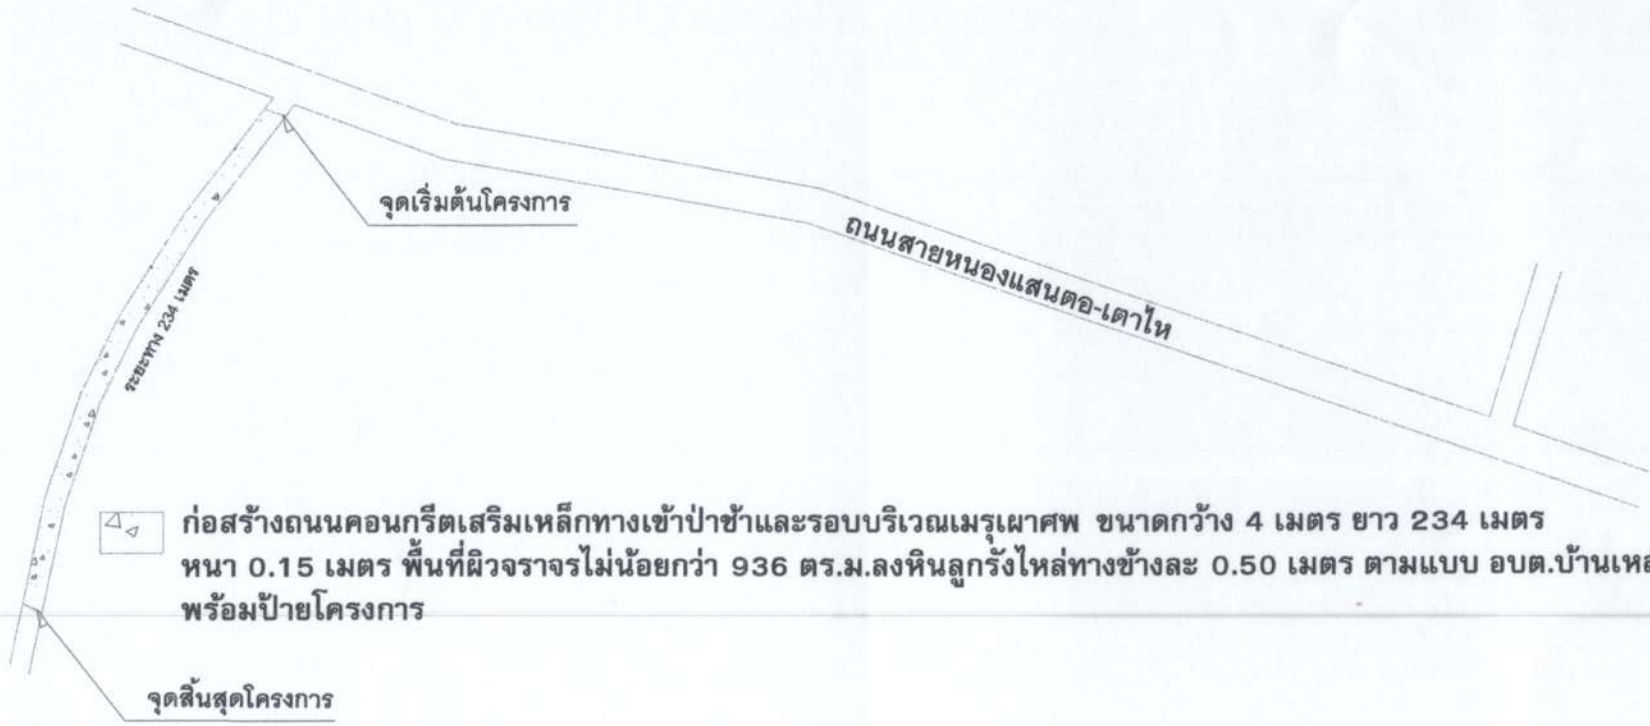 จุดเริ่มต้นโครงการ
ถนนสายหนองแสนตอ-เตาไห
ระยะทาง 234 เมตร
ก่อสร้างถนนคอนกรีตเสริมเหล็กทางเข้าป่าช้าและรอบบริเวณเมรุเผาศพ ขนาดกว้าง 4 เมตร ยาว 234 เมตร
หนา 0.15 เมตร พื้นที่ผิวจราจรไม่น้อยกว่า 936 ตร.ม.ลงหินลูกรังไหล่ทางข้างละ 0.50 เมตร ตามแบบ อบต.บ้านเหล
พร้อมป้ายโครงการ
จุดสิ้นสุดโครงการ